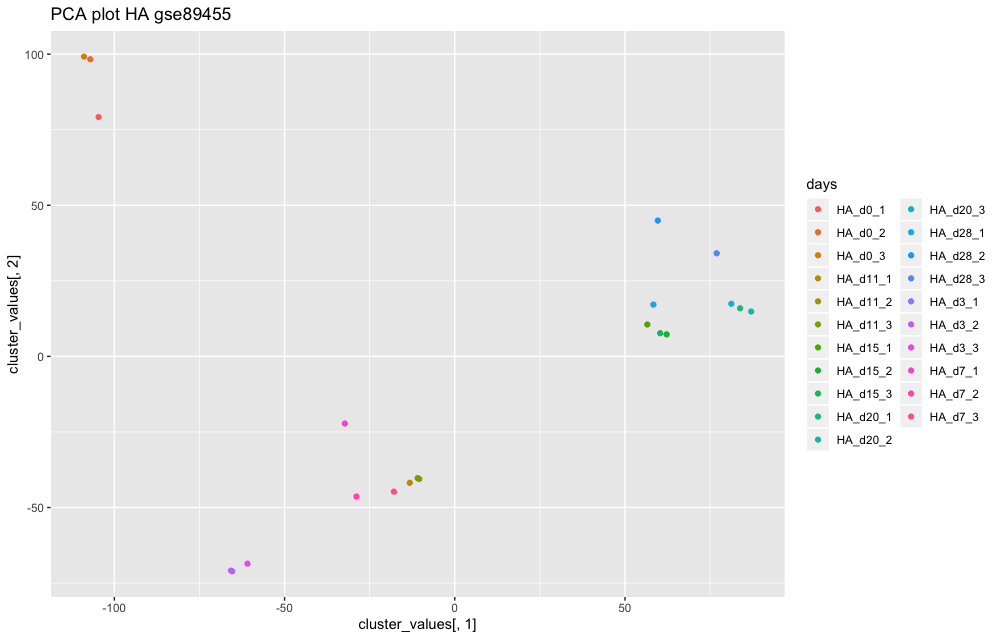 PCA plot HA gse89455
100
50
0
-50
-100
-50
0
50
cluster_values[, 1]
cluster_values[, 2]
days
HA_d0_1
HA_d0_2
HA_d0_3
HA_d11_1
HA_d11_2
HA_d11_3
HA_d15_1
HA_d15_2
HA_d15_3
HA_d20_1
HA_d20_2
HA_d20_3
HA_d28_1
HA_d28_2
HA_d28_3
HA_d3_1
HA_d3_2
HA_d3_3
HA_d7_1
HA_d7_2
HA_d7_3